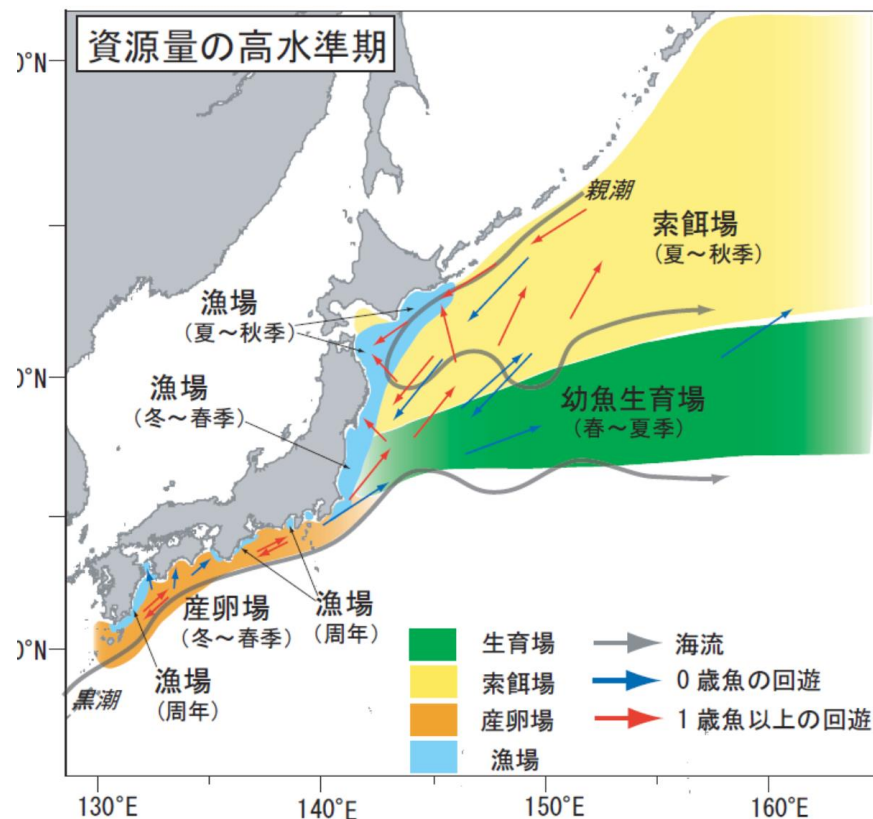 資源量の高水準期
0°N
親潮
索餌場
(夏～秋季)
漁場
(夏～秋季)
0°N
漁場
(冬～春季)
幼魚生育場
(春～夏季)
産卵場
(冬～春季)
漁場
(周年)
0°N
漁場
(周年)
黒潮
生育場
海流
索餌場
0歳魚の回遊
産卵場
1歳魚以上の回遊
漁場
130°E
140°E
150°E
160°E